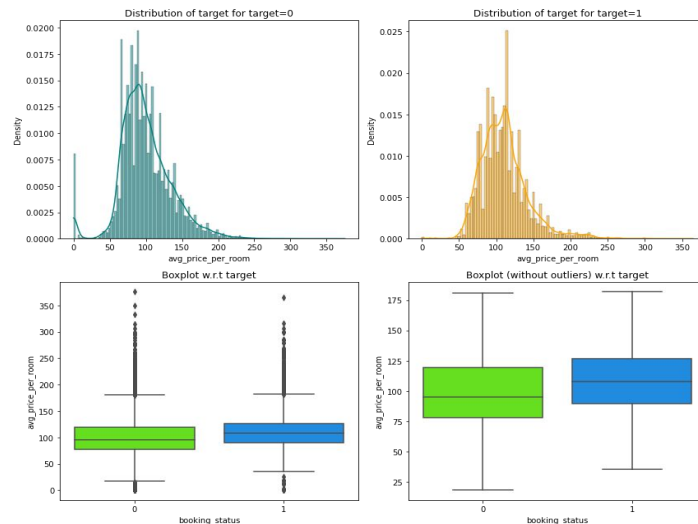 Distribution of target for target=0
0.0200
0.0175
0.0150
0.0125
0.0100
0.0075
0.0050
0.0025
0.0000
Density
0 50 100 150 200 250 300 350
avg_price_per_room
Distribution of target for target=1
0.025
0.020
0.015
0.010
0.005
0.000
Density
0 50 100 150 200 250 300 350
avg_price_per_room
Boxplot w.r.t target
350
300
250
200
150
100
50
0
avg_price_per_room
0 1
booking_status
Boxplot (without outliers) w.r.t target
175
150
125
100
75
50
25
avg_price_per_room
0 1
booking_status